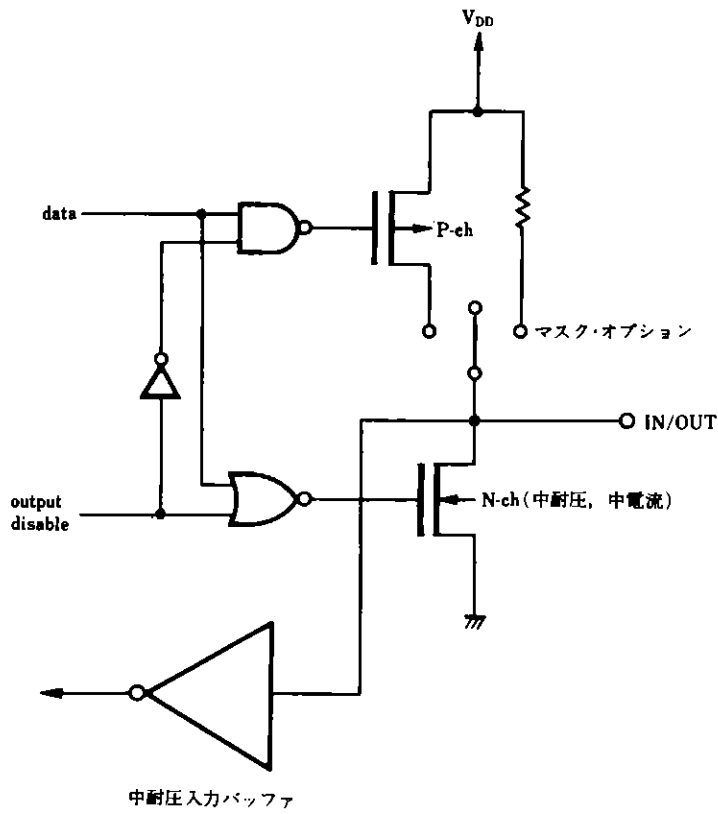 VDD
data
P-ch
マスク・オプション
IN/OUT
output
disable
N-ch(中耐圧, 中電流)
中耐圧入力バッファ